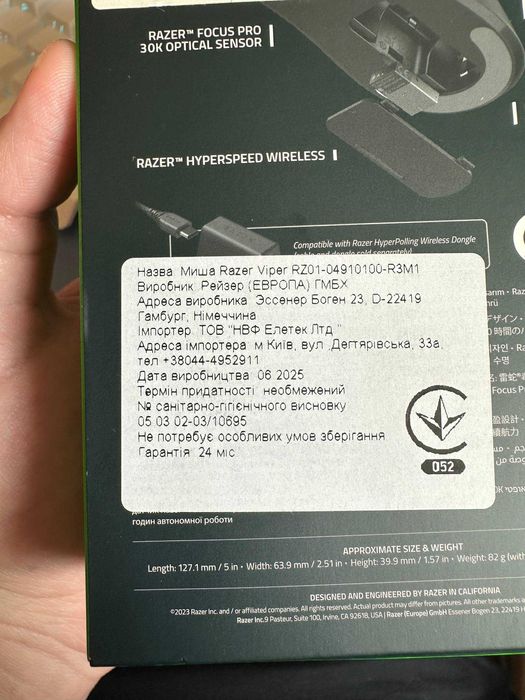 RAZER™ FOCUS PRO
30K OPTICAL SENSOR
RAZER™ HYPERSPEED WIRELESS
Compatible with Razer HyperPolling Wireless Dongle
Назва Миша Razer Viper RZ01-04910100-R3M1
Виробник Рейзер (ЕВРОПА) ГМБХ
Адреса виробника Эссенер Боген 23, D-22419
Гамбург, Німеччина
Імпортер ТОВ "НВФ Елетек Лтд "
Адреса імпортера м Київ, вул Дегтярівська, 33а,
тел +38044-4952911
Дата виробництва 06 2025
Термін придатності необмежений
№ санітарно-гігієнічного висновку
05 03 02-03/10695
Не потребує особливих умов зберігання
Гарантія 24 міс
052
годин автономної роботи
APPROXIMATE SIZE & WEIGHT
Length: 127.1 mm / 5 in • Width: 63.9 mm / 2.51 in • Height: 39.9 mm / 1.57 in • Weight: 82 g (with
DESIGNED AND ENGINEERED BY RAZER IN CALIFORNIA
©2023 Razer Inc. and / or affiliated companies. All rights reserved. Actual product may differ from pictures. All other trademarks a
Razer Inc.9 Pasteur, Suite 100, Irvine, CA 92618, USA | Razer (Europe) GmbH Essener Bogen 23, 22419 H